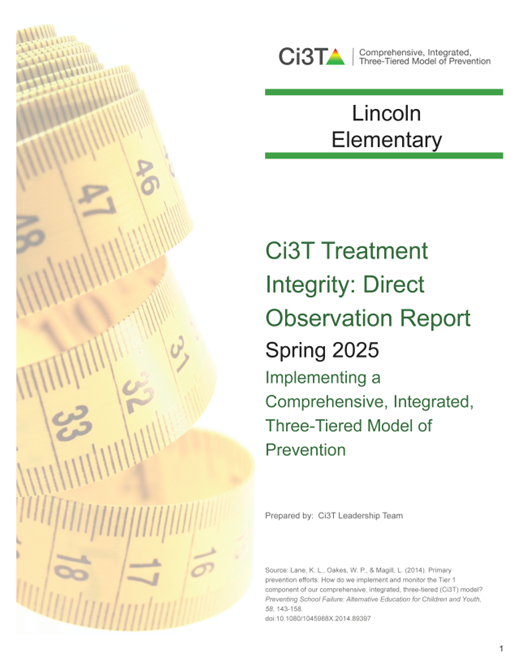 Ci3T
Comprehensive, Integrated,
Three-Tiered Model of Prevention
Lincoln
Elementary
Ci3T Treatment
Integrity: Direct
Observation Report
Spring 2025
Implementing a
Comprehensive, Integrated,
Three-Tiered Model of
Prevention
Prepared by: Ci3T Leadership Team
Source: Lane, K. L., Oakes, W. P., & Magill, L. (2014). Primary
prevention efforts: How do we implement and monitor the Tier 1
component of our comprehensive, integrated, three-tiered (Ci3T) model?
Preventing School Failure: Alternative Education for Children and Youth,
58, 143-158.
doi:10.1080/1045988X.2014.89397
1
46
47
48
31
32
33
16
17
18